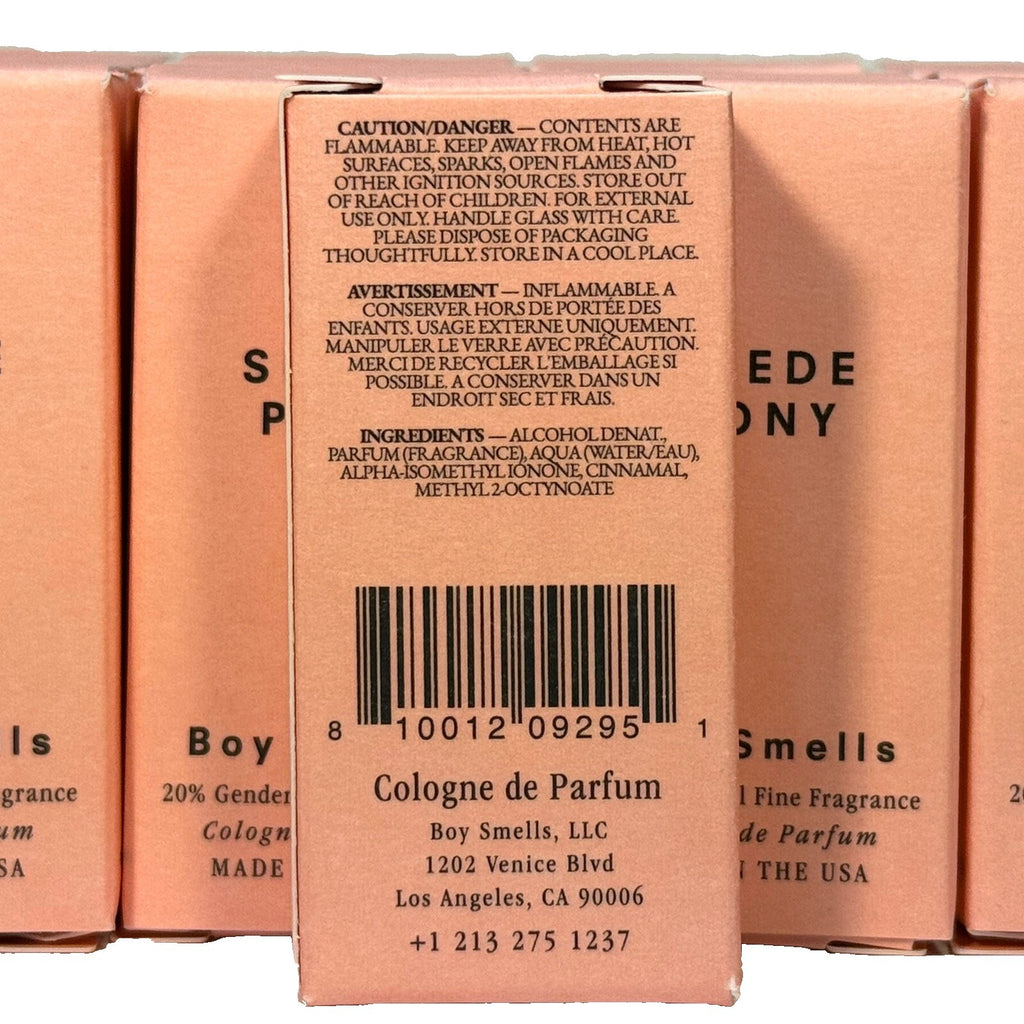 CAUTION/DANGER — CONTENTS ARE
FLAMMABLE. KEEP AWAY FROM HEAT, HOT
SURFACES, SPARKS, OPEN FLAMES AND
OTHER IGNITION SOURCES. STORE OUT
OF REACH OF CHILDREN. FOR EXTERNAL
USE ONLY. HANDLE GLASS WITH CARE.
PLEASE DISPOSE OF PACKAGING
THOUGHTFULLY. STORE IN A COOL PLACE.
AVERTISSEMENT — INFLAMMABLE. A
CONSERVER HORS DE PORTÉE DES
ENFANTS. USAGE EXTERNE UNIQUEMENT.
MANIPULER LE VERRE AVEC PRÉCAUTION.
MERCI DE RECYCLER L'EMBALLAGE SI
POSSIBLE. A CONSERVER DANS UN
ENDROIT SEC ET FRAIS.
INGREDIENTS — ALCOHOL DENAT.,
PARFUM (FRAGRANCE), AQUA (WATER/EAU),
ALPHA-ISOMETHYL IONONE, CINNAMAL,
METHYL 2-OCTYNOATE
8 10012 09295 1
Cologne de Parfum
Boy Smells, LLC
1202 Venice Blvd
Los Angeles, CA 90006
+1 213 275 1237
S
P
Boy
20% Gender
Cologn
MADE
EDE
ONY
Smells
l Fine Fragrance
de Parfum
N THE USA
E
ls
grance
um
SA
20